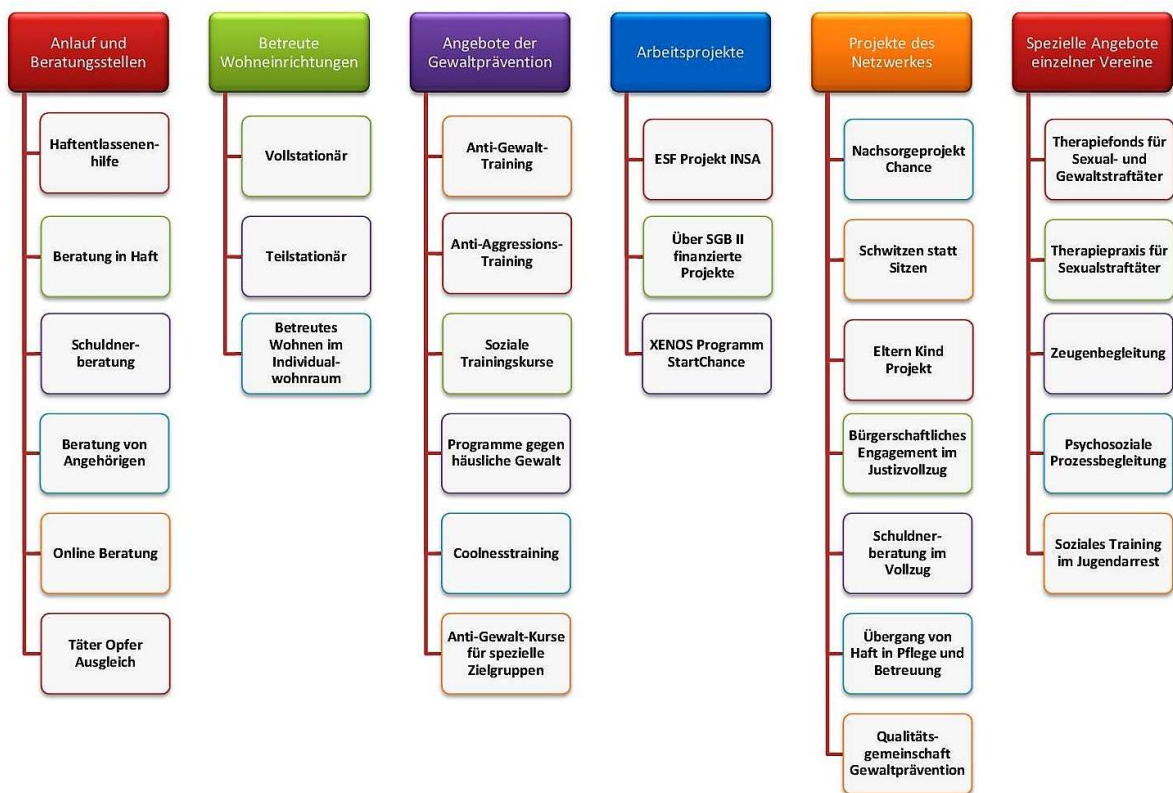 Anlauf und
Beratungsstellen
Haftentlassenen-
hilfe
Beratung in Haft
Schuldner-
beratung
Beratung von
Angehörigen
Online Beratung
Täter Opfer
Ausgleich
Betreute
Wohneinrichtungen
Vollstationär
Teilstationär
Betreutes
Wohnen im
Individual-
wohnraum
Angebote der
Gewaltprävention
Anti-Gewalt-
Training
Anti-Aggressions-
Training
Soziale
Trainingskurse
Programme gegen
häusliche Gewalt
Coolnesstraining
Anti-Gewalt-Kurse
für spezielle
Zielgruppen
Arbeitsprojekte
ESF Projekt INSA
Über SGB II
finanzierte
Projekte
XENOS Programm
StartChance
Projekte des
Netzwerkes
Nachsorgeprojekt
Chance
Schwitzen statt
Sitzen
Eltern Kind
Projekt
Bürgerschaftliches
Engagement im
Justizvollzug
Schuldner-
beratung im
Vollzug
Übergang von
Haft in Pflege und
Betreuung
Qualitäts-
gemeinschaft
Gewaltprävention
Spezielle Angebote
einzelner Vereine
Therapiefonds für
Sexual- und
Gewaltstraftäter
Therapiepraxis für
Sexualstraftäter
Zeugenbegleitung
Psychosoziale
Prozessbegleitung
Soziales Training
im Jugendarrest